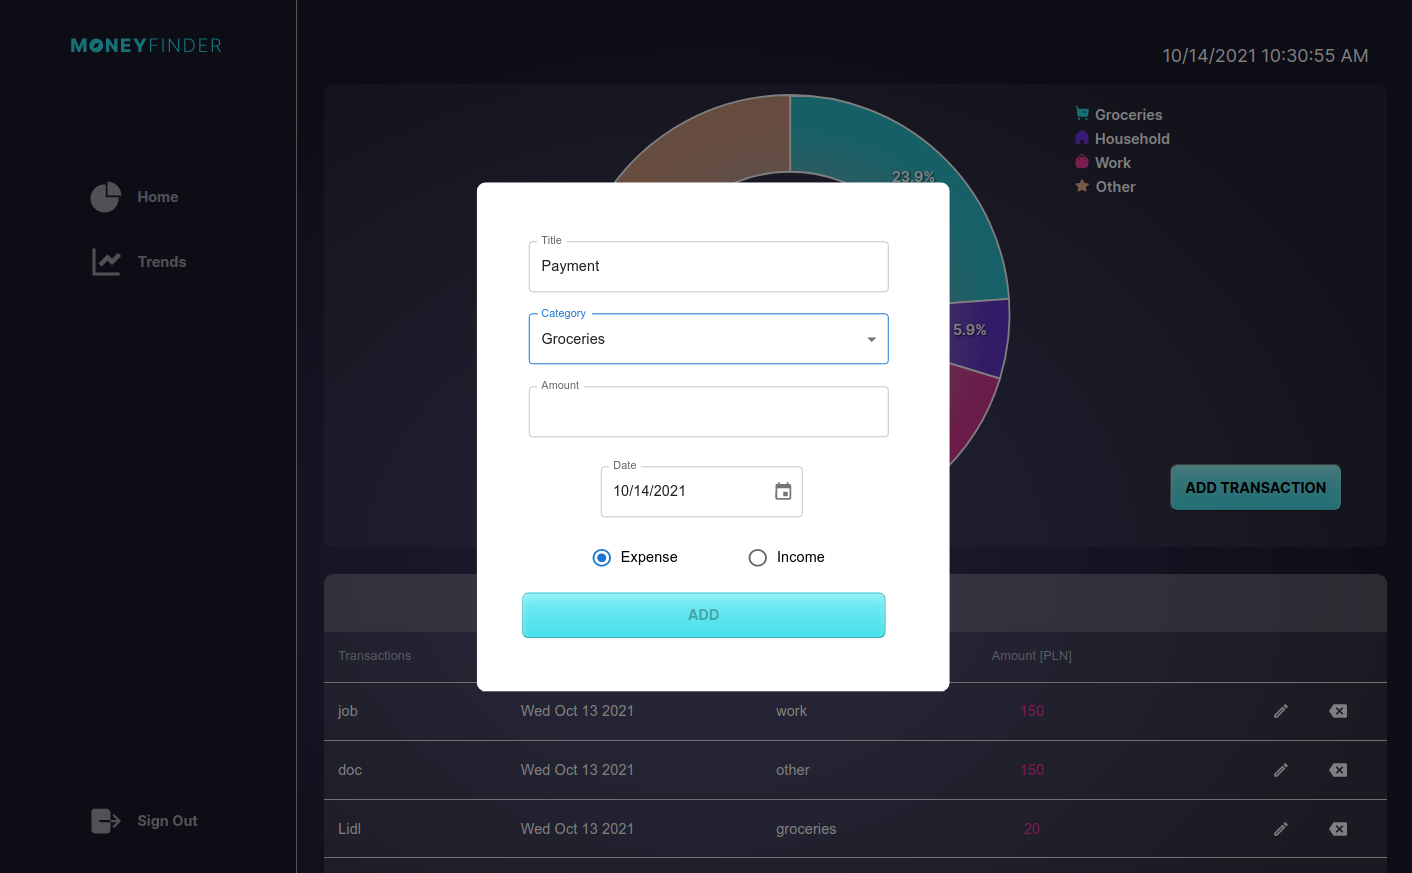 MONEYFINDER
10/14/2021 10:30:55 AM
Home
Trends
Sign Out
23.9%
5.9%
Groceries
Household
Work
Other
ADD TRANSACTION
Title
Payment
Category
Groceries
Amount
Date
10/14/2021
Expense Income
ADD
Transactions Amount [PLN]
job Wed Oct 13 2021 work 150
doc Wed Oct 13 2021 other 150
Lidl Wed Oct 13 2021 groceries 20